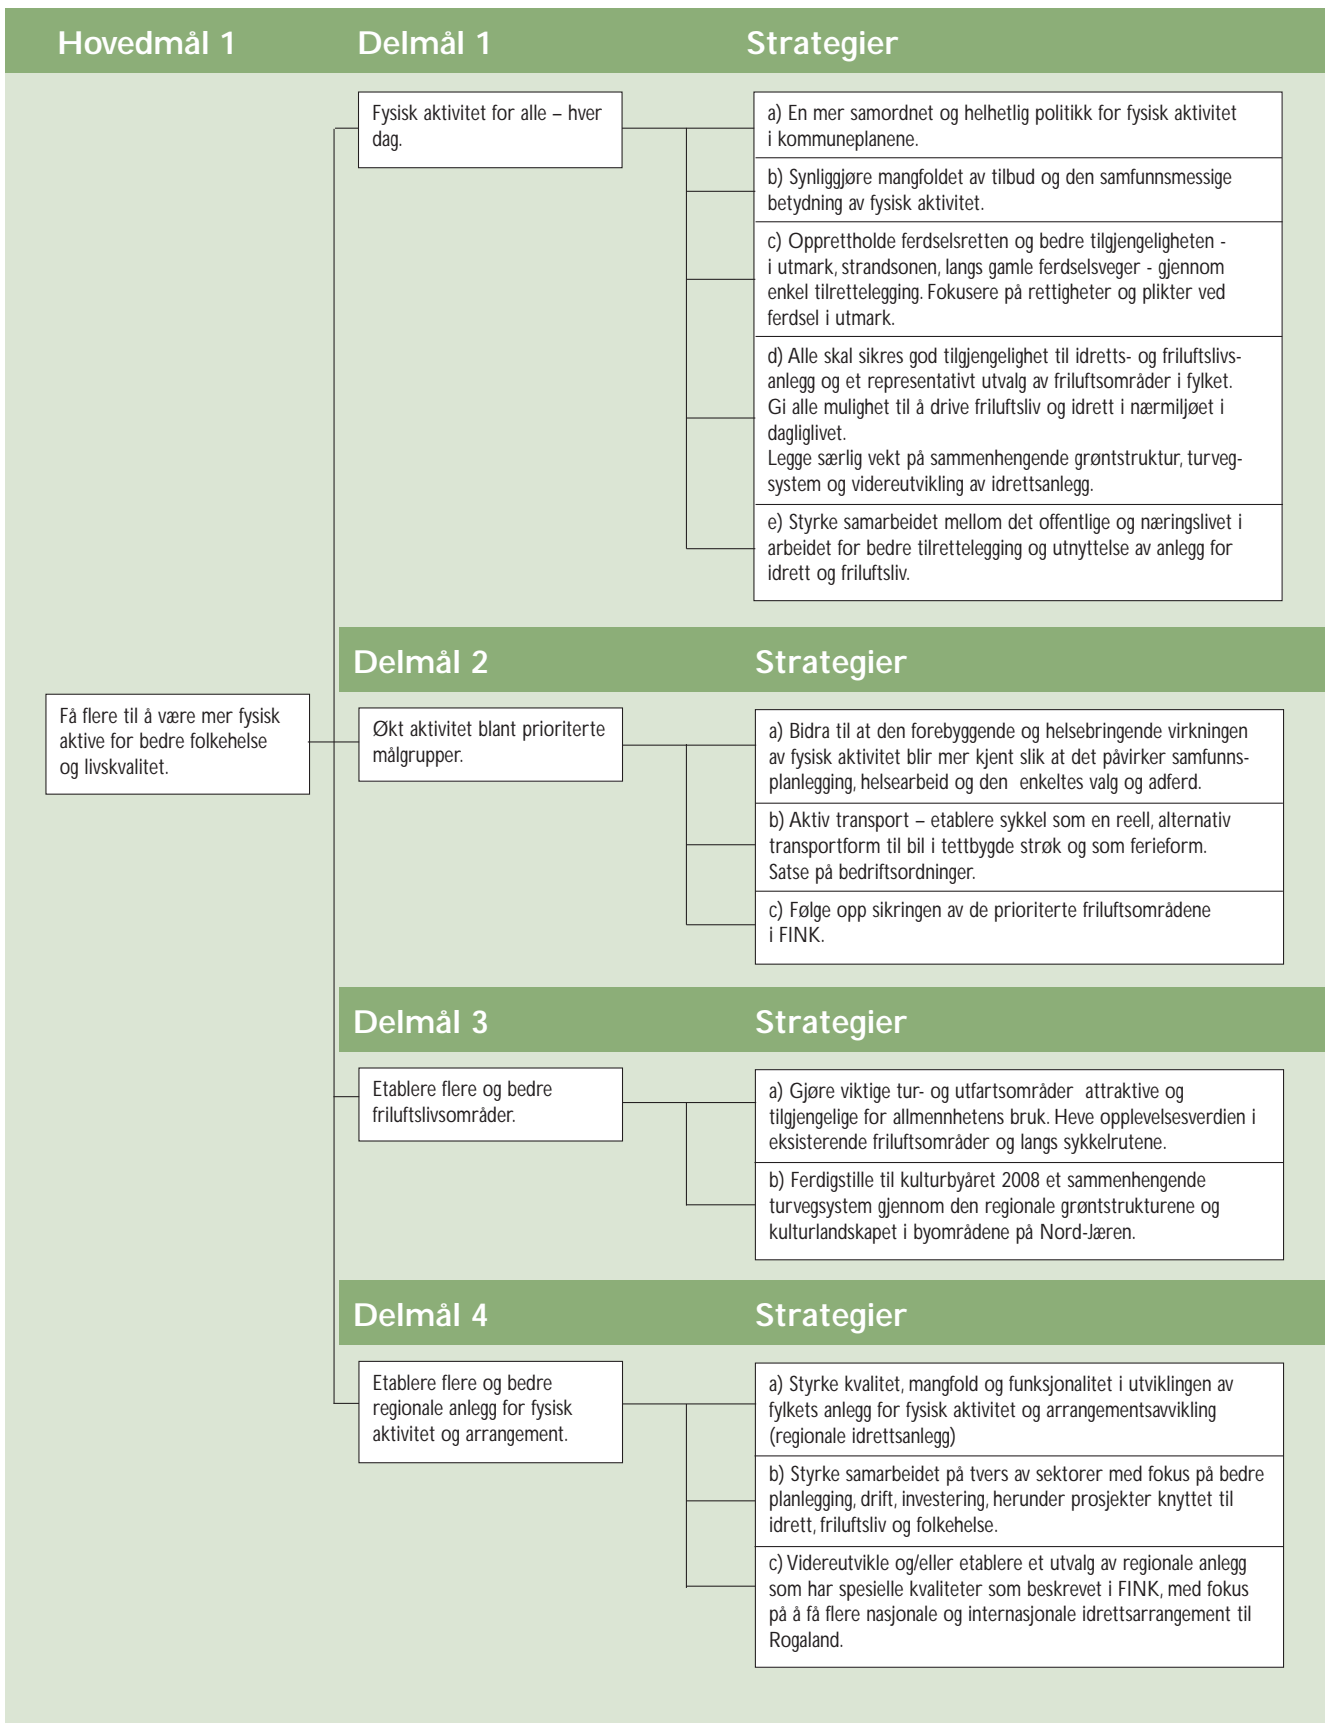 Hovedmål 1
Delmål 1
Strategier
Fysisk aktivitet for alle – hver
dag.
a) En mer samordnet og helhetlig politikk for fysisk aktivitet
i kommuneplanene.
b) Synliggjøre mangfoldet av tilbud og den samfunnsmessige
betydning av fysisk aktivitet.
c) Opprettholde ferdselsretten og bedre tilgjengeligheten -
i utmark, strandsonen, langs gamle ferdselsveger - gjennom
enkel tilrettelegging. Fokusere på rettigheter og plikter ved
ferdsel i utmark.
d) Alle skal sikres god tilgjengelighet til idretts- og friluftslivs-
anlegg og et representativt utvalg av friluftsområder i fylket.
Gi alle mulighet til å drive friluftsliv og idrett i nærmiljøet i
dagliglivet.
Legge særlig vekt på sammenhengende grøntstruktur, turveg-
system og videreutvikling av idrettsanlegg.
e) Styrke samarbeidet mellom det offentlige og næringslivet i
arbeidet for bedre tilrettelegging og utnyttelse av anlegg for
idrett og friluftsliv.
Delmål 2
Strategier
Få flere til å være mer fysisk
aktive for bedre folkehelse
og livskvalitet.
Økt aktivitet blant prioriterte
målgrupper.
a) Bidra til at den forebyggende og helsebringende virkningen
av fysisk aktivitet blir mer kjent slik at det påvirker samfunns-
planlegging, helsearbeid og den  enkeltes valg og adferd.
b) Aktiv transport – etablere sykkel som en reell, alternativ
transportform til bil i tettbygde strøk og som ferieform.
Satse på bedriftsordninger.
c) Følge opp sikringen av de prioriterte friluftsområdene
i FINK.
Delmål 3
Strategier
Etablere flere og bedre
friluftslivsområder.
a) Gjøre viktige tur- og utfartsområder  attraktive og
tilgjengelige for allmennhetens bruk. Heve opplevelsesverdien i
eksisterende friluftsområder og langs sykkelrutene.
b) Ferdigstille til kulturbyåret 2008 et sammenhengende
turvegsystem gjennom den regionale grøntstrukturene og
kulturlandskapet i byområdene på Nord-Jæren.
Delmål 4
Strategier
Etablere flere og bedre
regionale anlegg for fysisk
aktivitet og arrangement.
a) Styrke kvalitet, mangfold og funksjonalitet i utviklingen av
fylkets anlegg for fysisk aktivitet og arrangementsavvikling
(regionale idrettsanlegg)
b) Styrke samarbeidet på tvers av sektorer med fokus på bedre
planlegging, drift, investering, herunder prosjekter knyttet til
idrett, friluftsliv og folkehelse.
c) Videreutvikle og/eller etablere et utvalg av regionale anlegg
som har spesielle kvaliteter som beskrevet i FINK, med fokus
på å få flere nasjonale og internasjonale idrettsarrangement til
Rogaland.